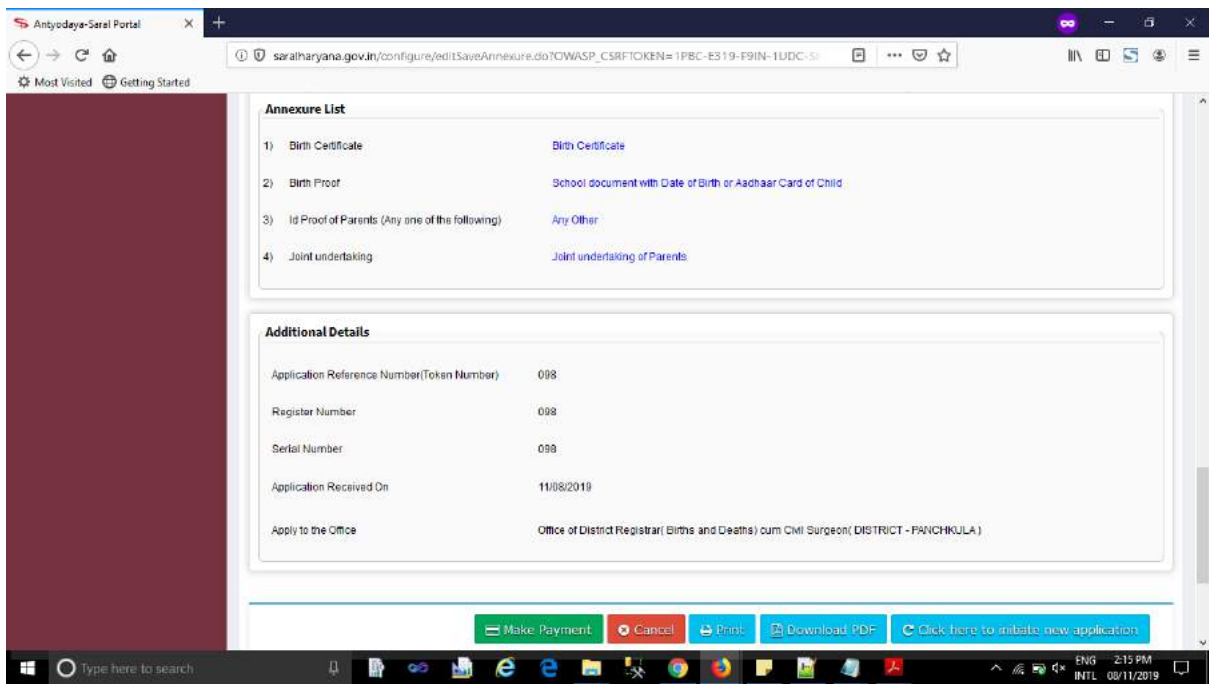 Antyodaya-Saral Portal
saralharyana.gov.in/configure/editSaveAnnexure.do?OWASP_CSRFTOKEN=1PBC-E319-F9IN-1UDC-
Most Visited Getting Started
Annexure List
1) Birth Certificate Birth Certificate
2) Birth Proof School document with Date of Birth or Aadhaar Card of Child
3) Id Proof of Parents (Any one of the following) Any Other
4) Joint undertaking Joint undertaking of Parents
Additional Details
Application Reference Number(Token Number) 098
Register Number 098
Serial Number 098
Application Received On 11/08/2019
Apply to the Office Office of District Registrar( Births and Deaths) cum Civil Surgeon( DISTRICT - PANCHKULA )
Make Payment Cancel Print Download PDF Click here to initiate new application
Type here to search ENG 2:15 PM
INTL 08/11/2019